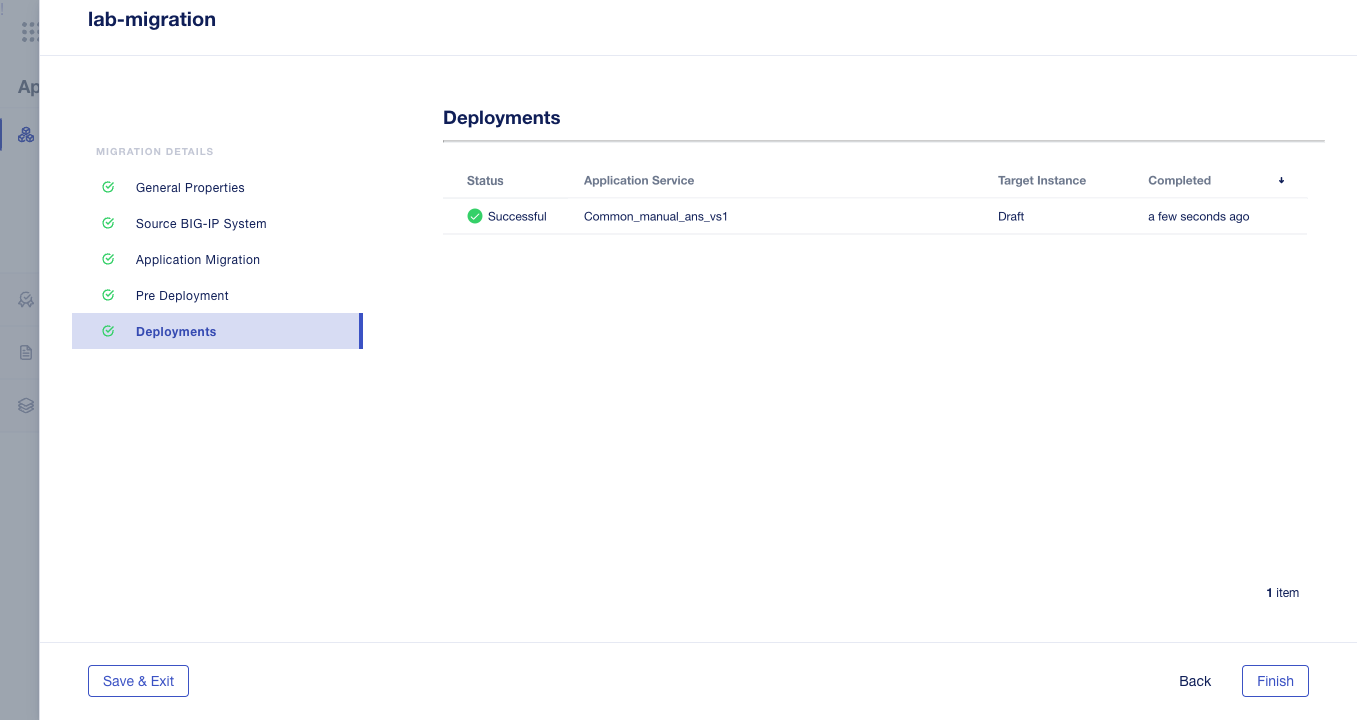 lab-migration
Ap
MIGRATION DETAILS
General Properties
Source BIG-IP System
Application Migration
Pre Deployment
Deployments
Deployments
Status Application Service Target Instance Completed
Successful Common_manual_ans_vs1 Draft a few seconds ago
1 item
Save & Exit Back Finish